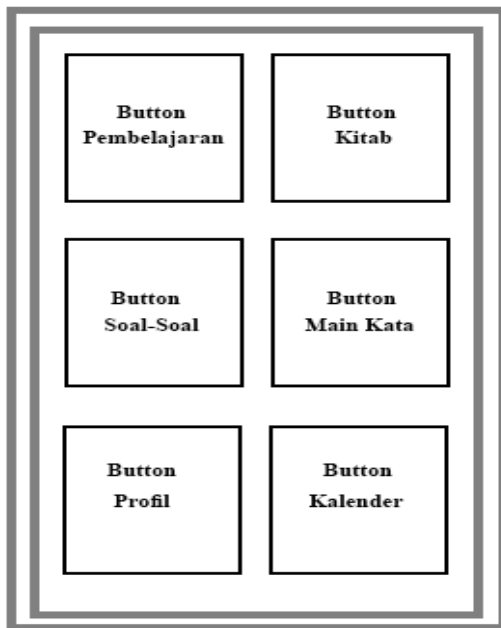 Button
Pembelajaran
Button
Kitab
Button
Soal-Soal
Button
Main Kata
Button
Profil
Button
Kalender